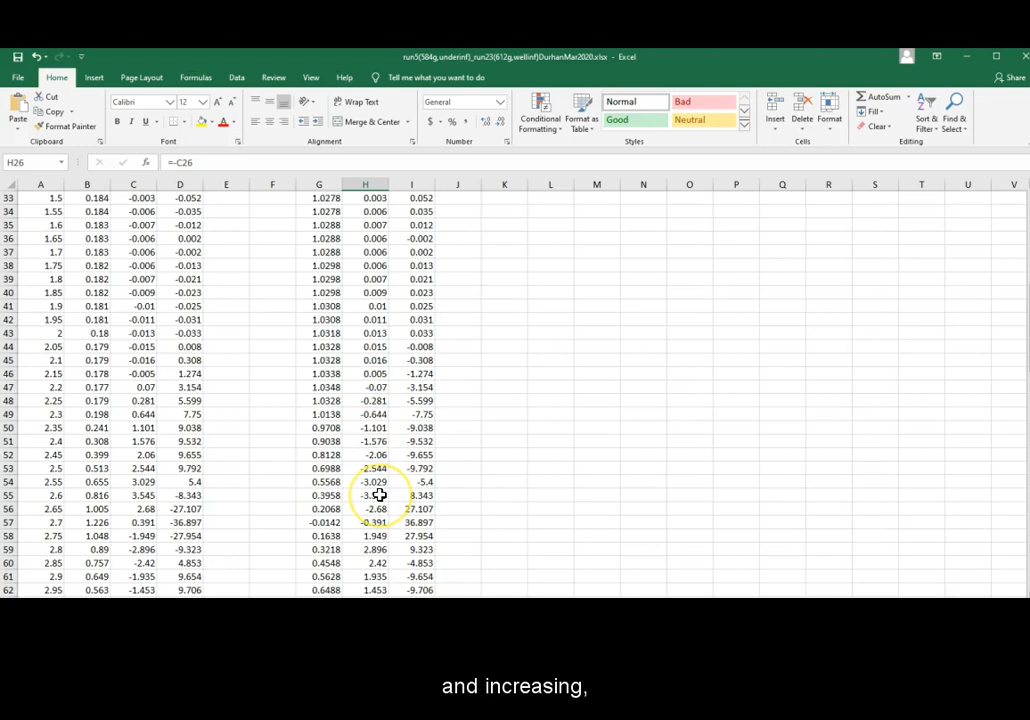 run5(584g,underinf)_run23(612g,wellinf)DurhanMar2020.xlsx - Excel
File Home Insert Page Layout Formulas Data Review View Help Tell me what you want to do Share
Cut Calibri 12 Wrap Text General Normal Bad AutoSum
Copy Fill
Paste Format Painter B I U Merge & Center $ % Conditional Formatting Format as Table Good Neutral Insert Delete Format Clear Sort & Filter Find & Select
Clipboard Font Alignment Number Styles Cells Editing
H26 fx =-C26
A B C D E F G H I J K L M N O P Q R S T U V
33 1.5 0.184 -0.003 -0.052 1.0278 0.003 0.052
34 1.55 0.184 -0.006 -0.035 1.0278 0.006 0.035
35 1.6 0.183 -0.007 -0.012 1.0288 0.007 0.012
36 1.65 0.183 -0.006 0.002 1.0288 0.006 -0.002
37 1.7 0.183 -0.006 -0.002 1.0288 0.006 0.002
38 1.75 0.182 -0.006 -0.013 1.0298 0.006 0.013
39 1.8 0.182 -0.007 -0.021 1.0298 0.007 0.021
40 1.85 0.182 -0.009 -0.023 1.0298 0.009 0.023
41 1.9 0.181 -0.01 -0.025 1.0308 0.01 0.025
42 1.95 0.181 -0.011 -0.031 1.0308 0.011 0.031
43 2 0.18 -0.013 -0.033 1.0318 0.013 0.033
44 2.05 0.179 -0.015 0.008 1.0328 0.015 -0.008
45 2.1 0.179 -0.016 0.308 1.0328 0.016 -0.308
46 2.15 0.178 -0.005 1.274 1.0338 0.005 -1.274
47 2.2 0.177 0.07 3.154 1.0348 -0.07 -3.154
48 2.25 0.179 0.281 5.599 1.0328 -0.281 -5.599
49 2.3 0.198 0.644 7.75 1.0138 -0.644 -7.75
50 2.35 0.241 1.101 9.038 0.9708 -1.101 -9.038
51 2.4 0.308 1.576 9.532 0.9038 -1.576 -9.532
52 2.45 0.399 2.06 9.655 0.8128 -2.06 -9.655
53 2.5 0.513 2.544 9.792 0.6988 -2.544 -9.792
54 2.55 0.655 3.029 5.4 0.5568 -3.029 -5.4
55 2.6 0.816 3.545 -8.343 0.3958 8.343
56 2.65 1.005 2.68 -27.107 0.2068 -2.68 27.107
57 2.7 1.226 0.391 -36.897 -0.0142 -0.391 36.897
58 2.75 1.048 -1.949 -27.954 0.1638 1.949 27.954
59 2.8 0.89 -2.896 -9.323 0.3218 2.896 9.323
60 2.85 0.757 -2.42 4.853 0.4548 2.42 -4.853
61 2.9 0.649 -1.935 9.654 0.5628 1.935 -9.654
62 2.95 0.563 -1.453 9.706 0.6488 1.453 -9.706
and increasing,